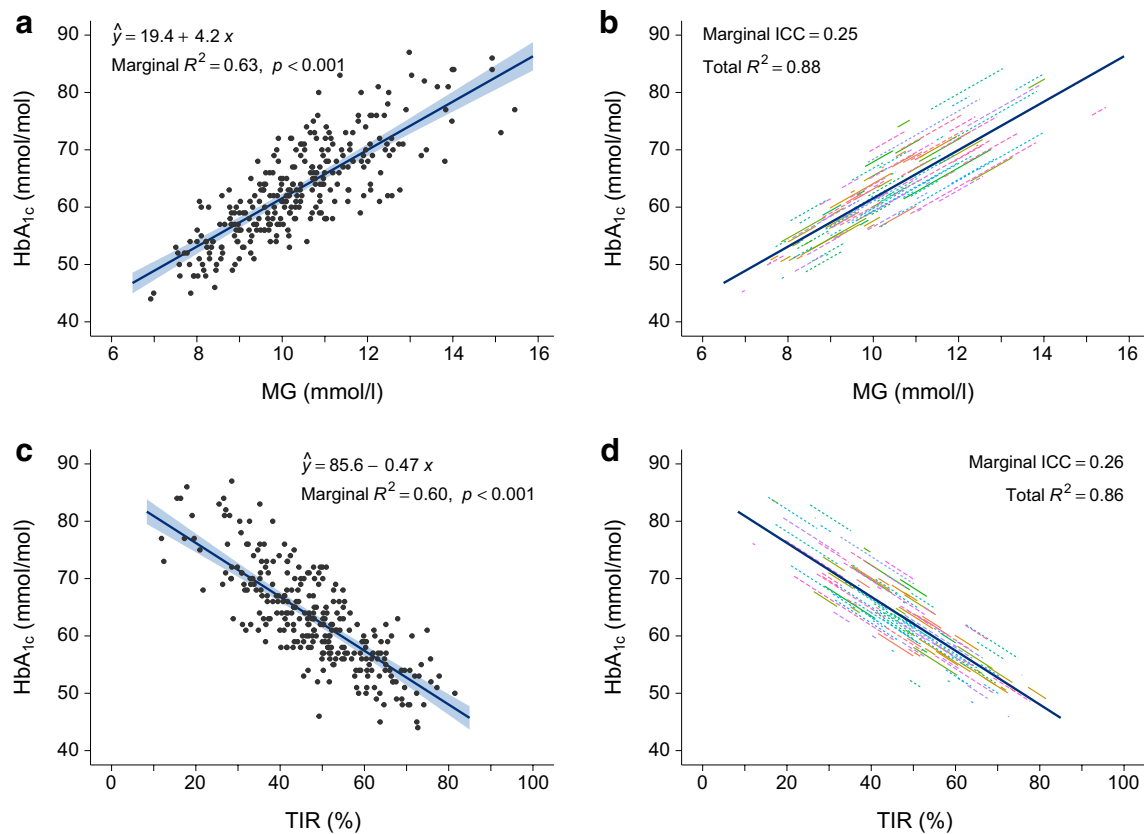 a
ŷ = 19.4 + 4.2 x
Marginal R² = 0.63, p < 0.001
90
80
70
60
50
40
HbA1c (mmol/mol)
6 8 10 12 14 16
MG (mmol/l)
b
Marginal ICC = 0.25
Total R² = 0.88
90
80
70
60
50
40
HbA1c (mmol/mol)
6 8 10 12 14 16
MG (mmol/l)
c
ŷ = 85.6 − 0.47 x
Marginal R² = 0.60, p < 0.001
90
80
70
60
50
40
HbA1c (mmol/mol)
0 20 40 60 80 100
TIR (%)
d
Marginal ICC = 0.26
Total R² = 0.86
90
80
70
60
50
40
HbA1c (mmol/mol)
0 20 40 60 80 100
TIR (%)